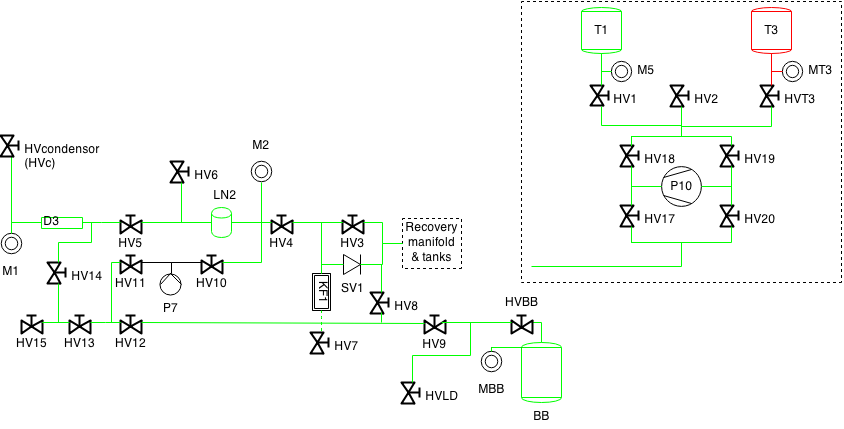 T1
T3
M5
MT3
HV1
HV2
HVT3
HVcondensor
(HVc)
M2
HV18
HV19
HV6
P10
LN2
D3
HV17
HV20
Recovery
manifold
& tanks
HV5
HV4
HV3
M1
HV14
HV11
HV10
KF1
SV1
P7
HV8
HVBB
HV15
HV13
HV12
HV7
HV9
MBB
HVLD
BB